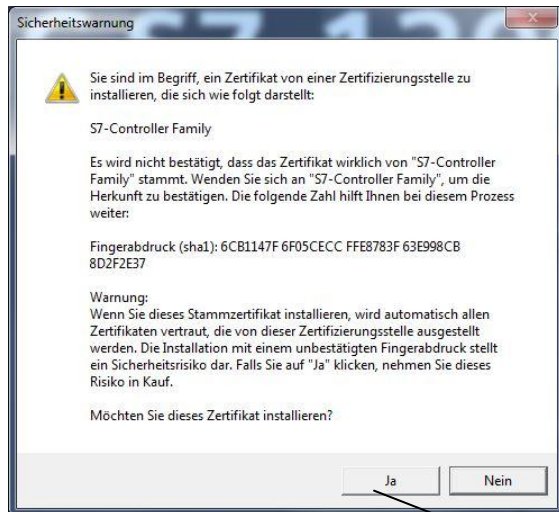 Sicherheitswarnung
Sie sind im Begriff, ein Zertifikat von einer Zertifizierungsstelle zu
installieren, die sich wie folgt darstellt:
S7-Controller Family
Es wird nicht bestätigt, dass das Zertifikat wirklich von "S7-Controller
Family" stammt. Wenden Sie sich an "S7-Controller Family", um die
Herkunft zu bestätigen. Die folgende Zahl hilft Ihnen bei diesem Prozess
weiter:
Fingerabdruck (sha1): 6CB1147F 6F05CECC FFE8783F 63E998CB
8D2F2E37
Warnung:
Wenn Sie dieses Stammzertifikat installieren, wird automatisch allen
Zertifikaten vertraut, die von dieser Zertifizierungsstelle ausgestellt
werden. Die Installation mit einem unbestätigten Fingerabdruck stellt
ein Sicherheitsrisiko dar. Falls Sie auf "Ja" klicken, nehmen Sie dieses
Risiko in Kauf.
Möchten Sie dieses Zertifikat installieren?
Ja
Nein